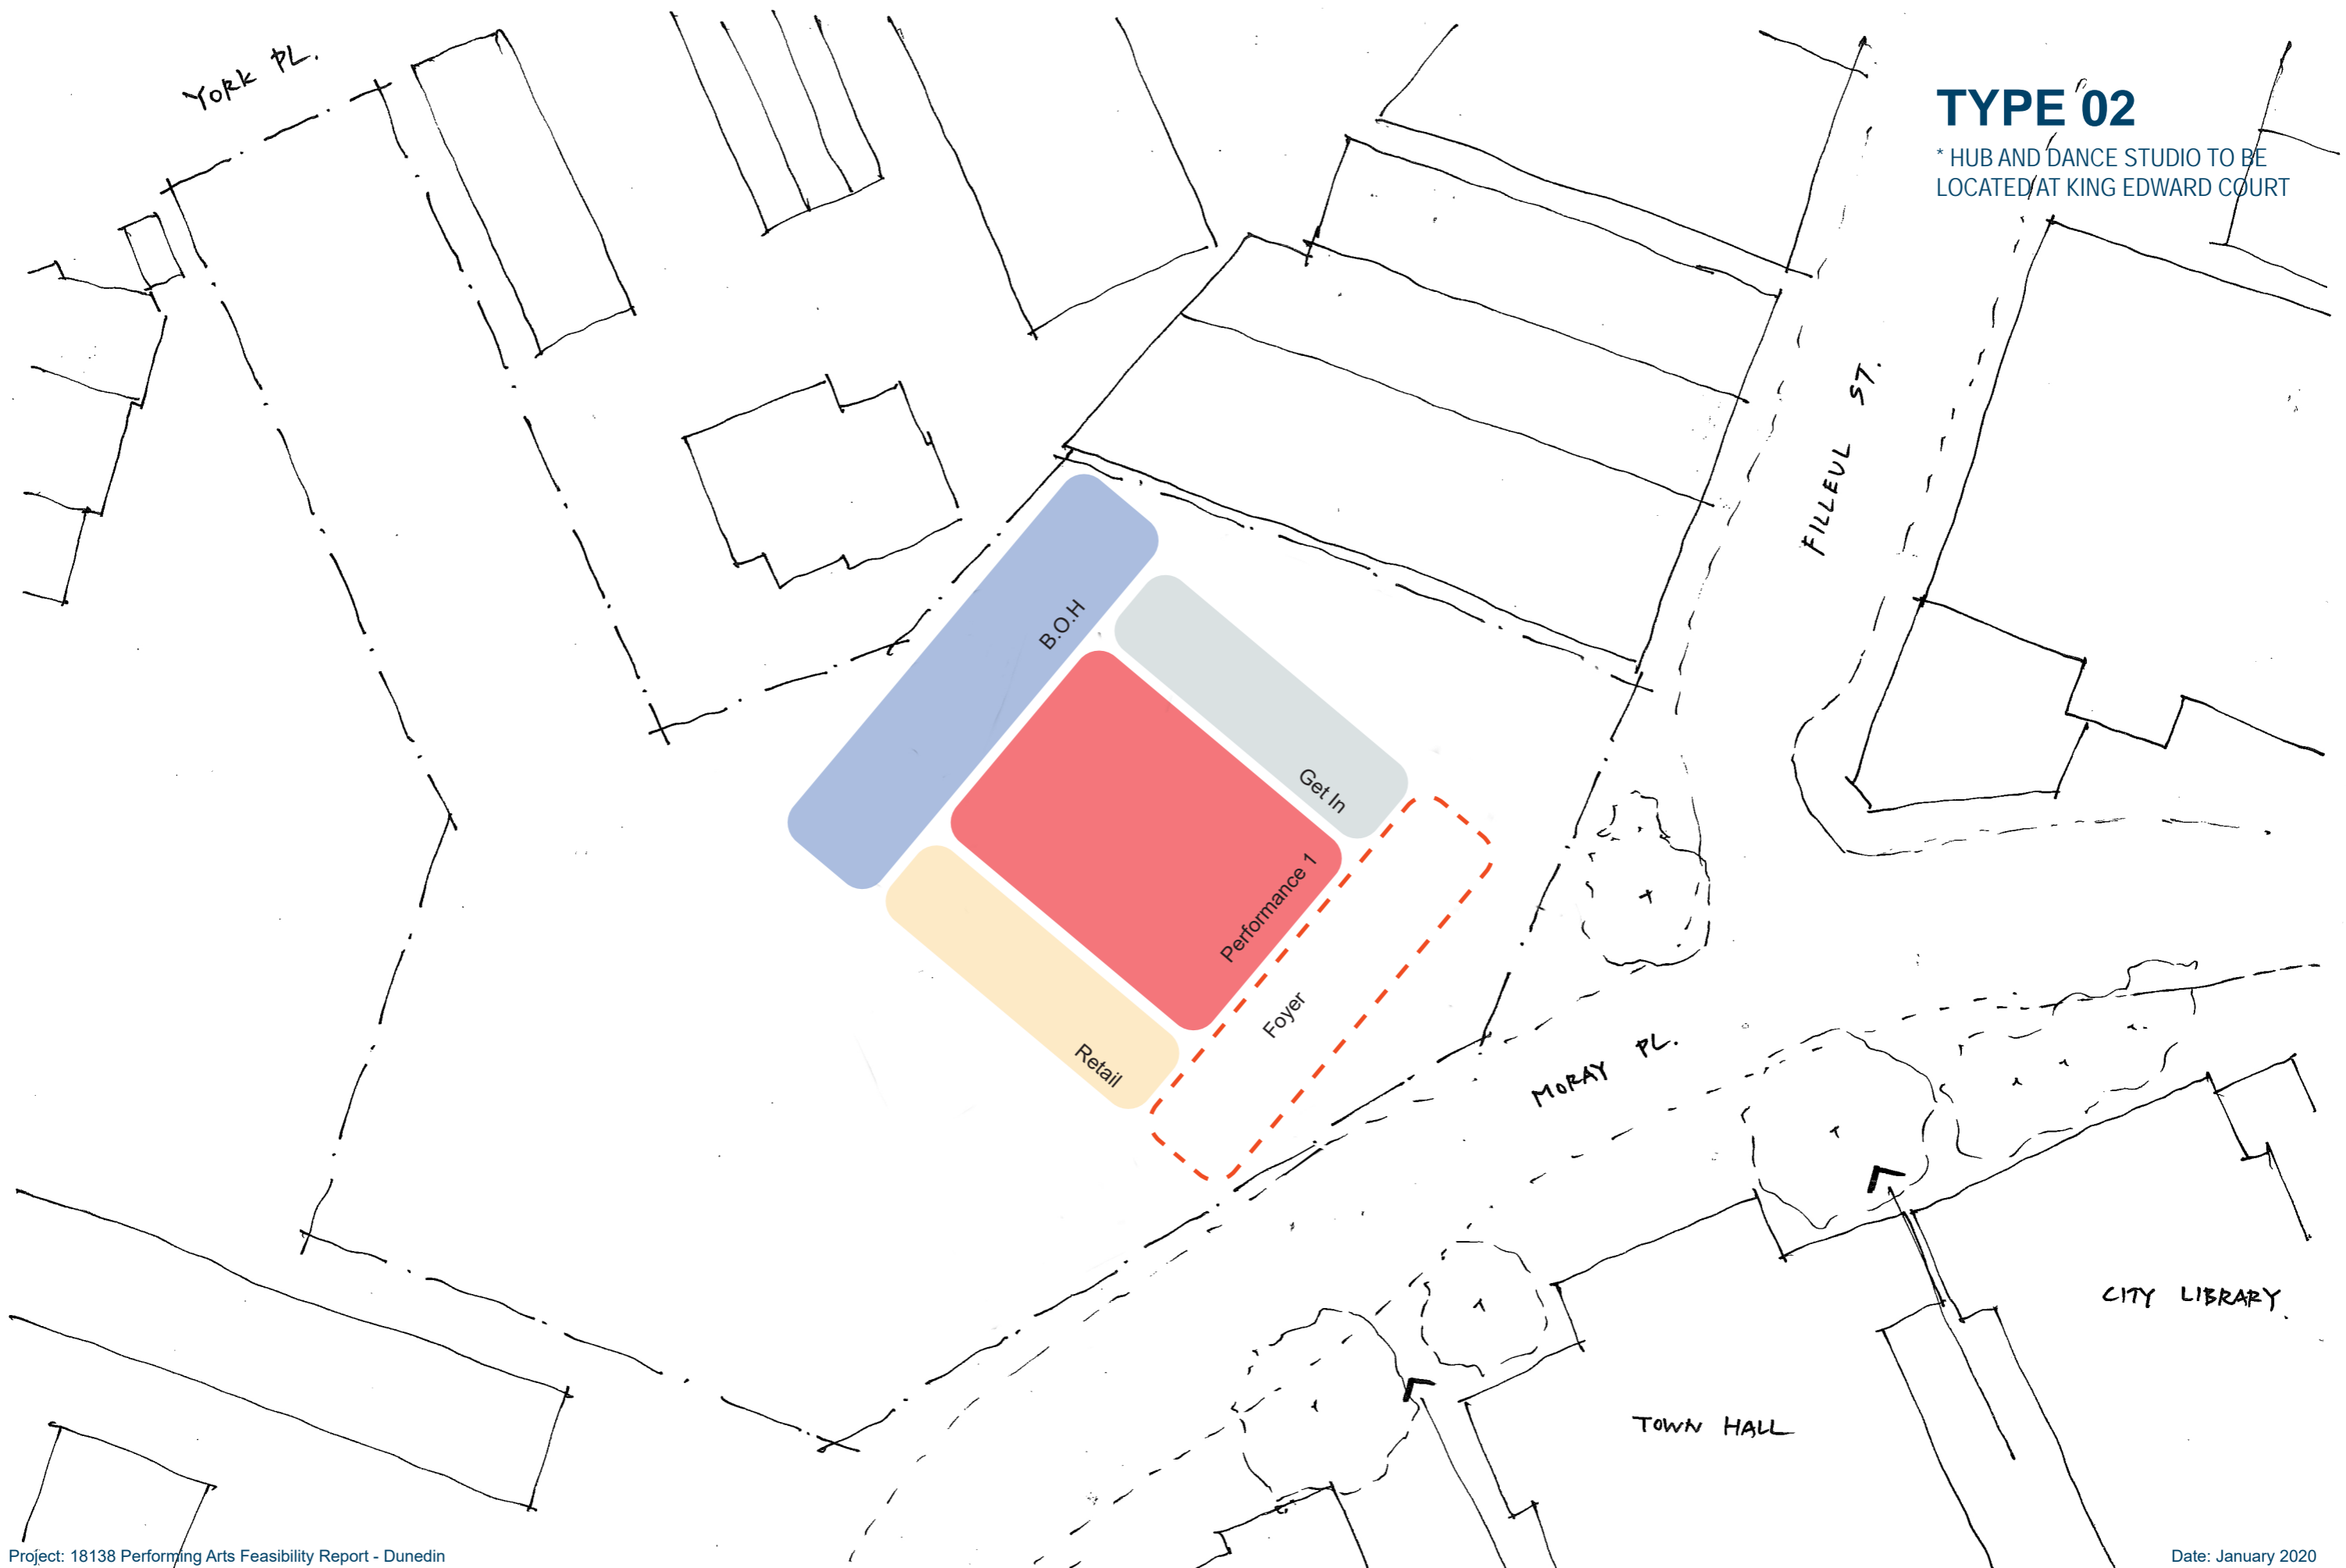 YORK PL.
TYPE 02
* HUB AND DANCE STUDIO TO BE
LOCATED AT KING EDWARD COURT
FILLEUL ST.
B.O.H
Get In
Performance 1
Foyer
Retail
MORAY PL.
CITY LIBRARY.
TOWN HALL
Project: 18138 Performing Arts Feasibility Report - Dunedin
Date: January 2020